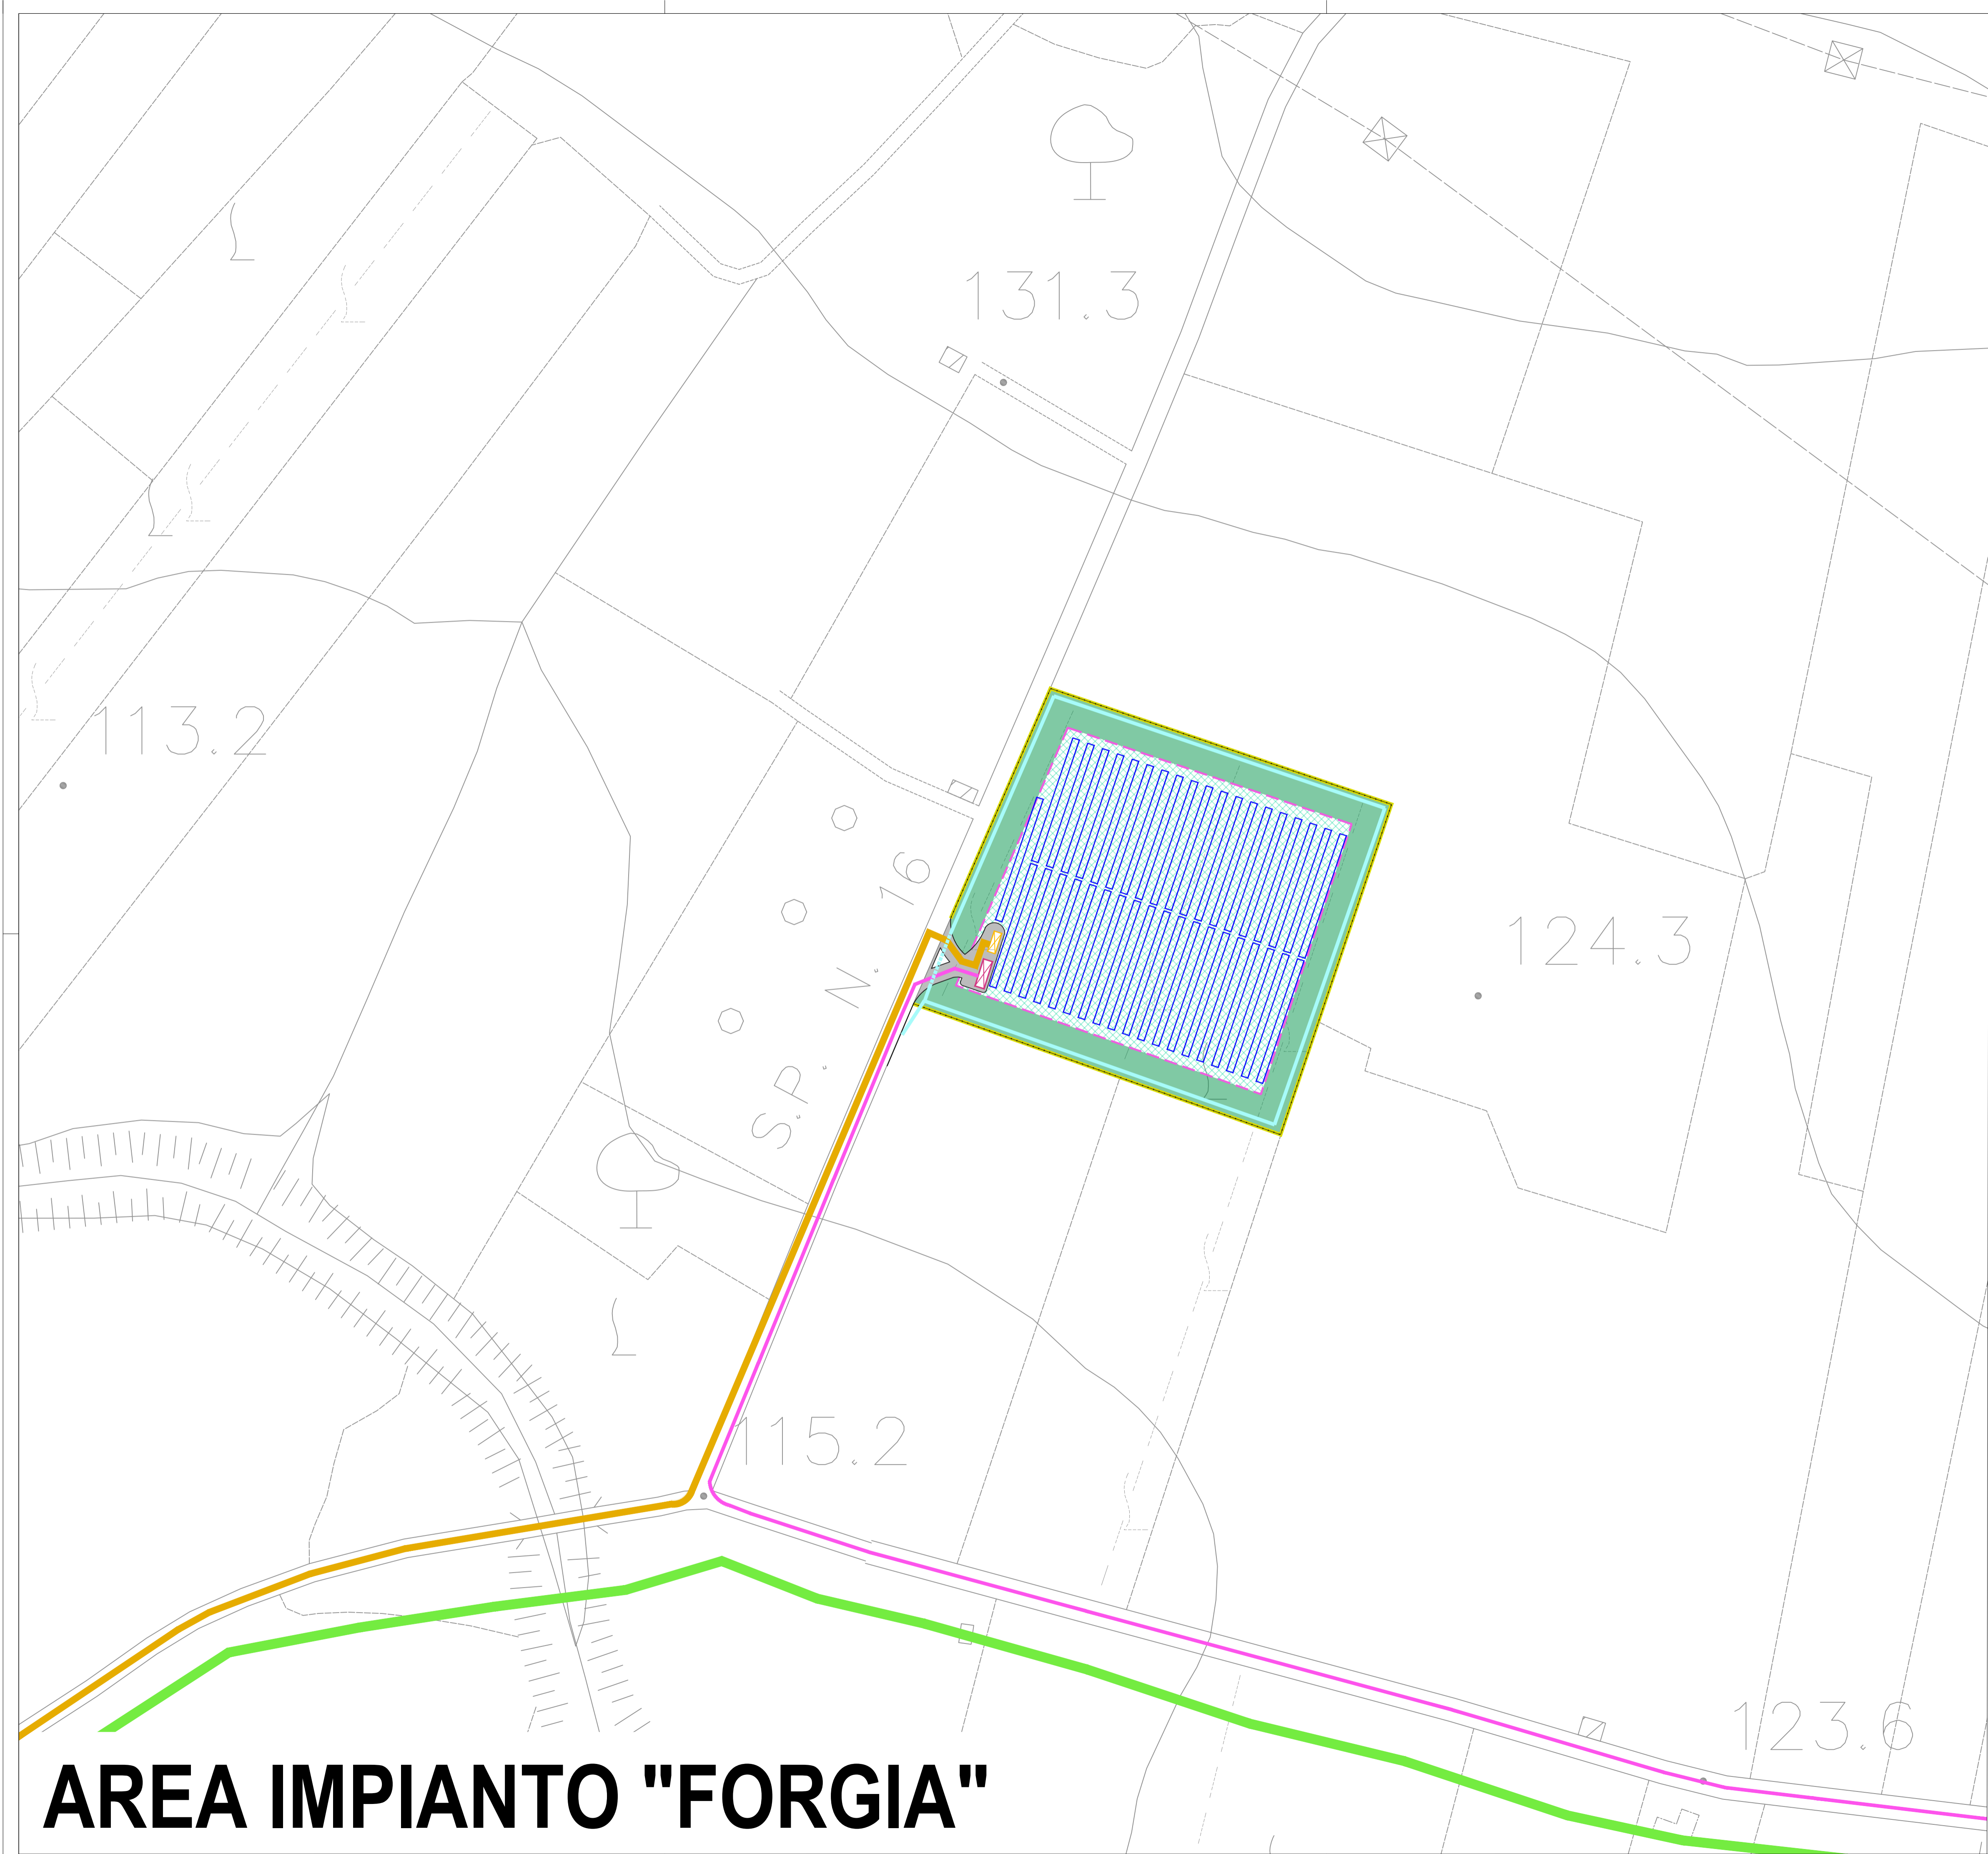 131.3
113.2
124.3
S.P. N. 16
115.2
123.6
AREA IMPIANTO "FORGIA"